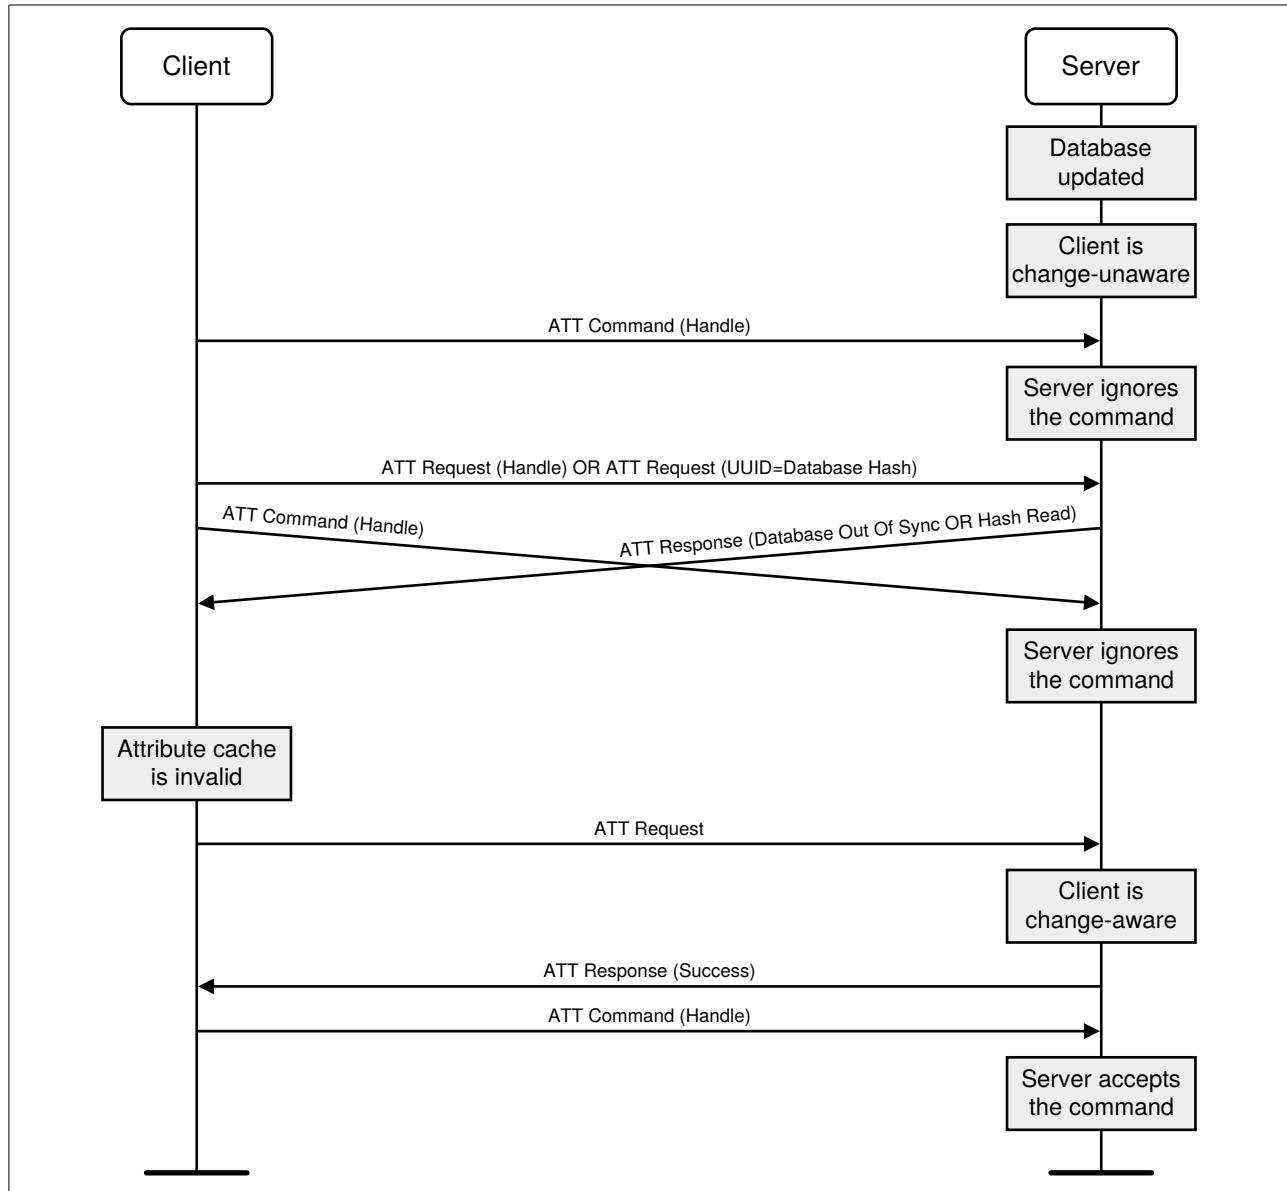 Client
Server
Database
updated
Client is
change-unaware
ATT Command (Handle)
Server ignores
the command
ATT Request (Handle) OR ATT Request (UUID=Database Hash)
ATT Command (Handle)
ATT Response (Database Out Of Sync OR Hash Read)
Server ignores
the command
Attribute cache
is invalid
ATT Request
Client is
change-aware
ATT Response (Success)
ATT Command (Handle)
Server accepts
the command